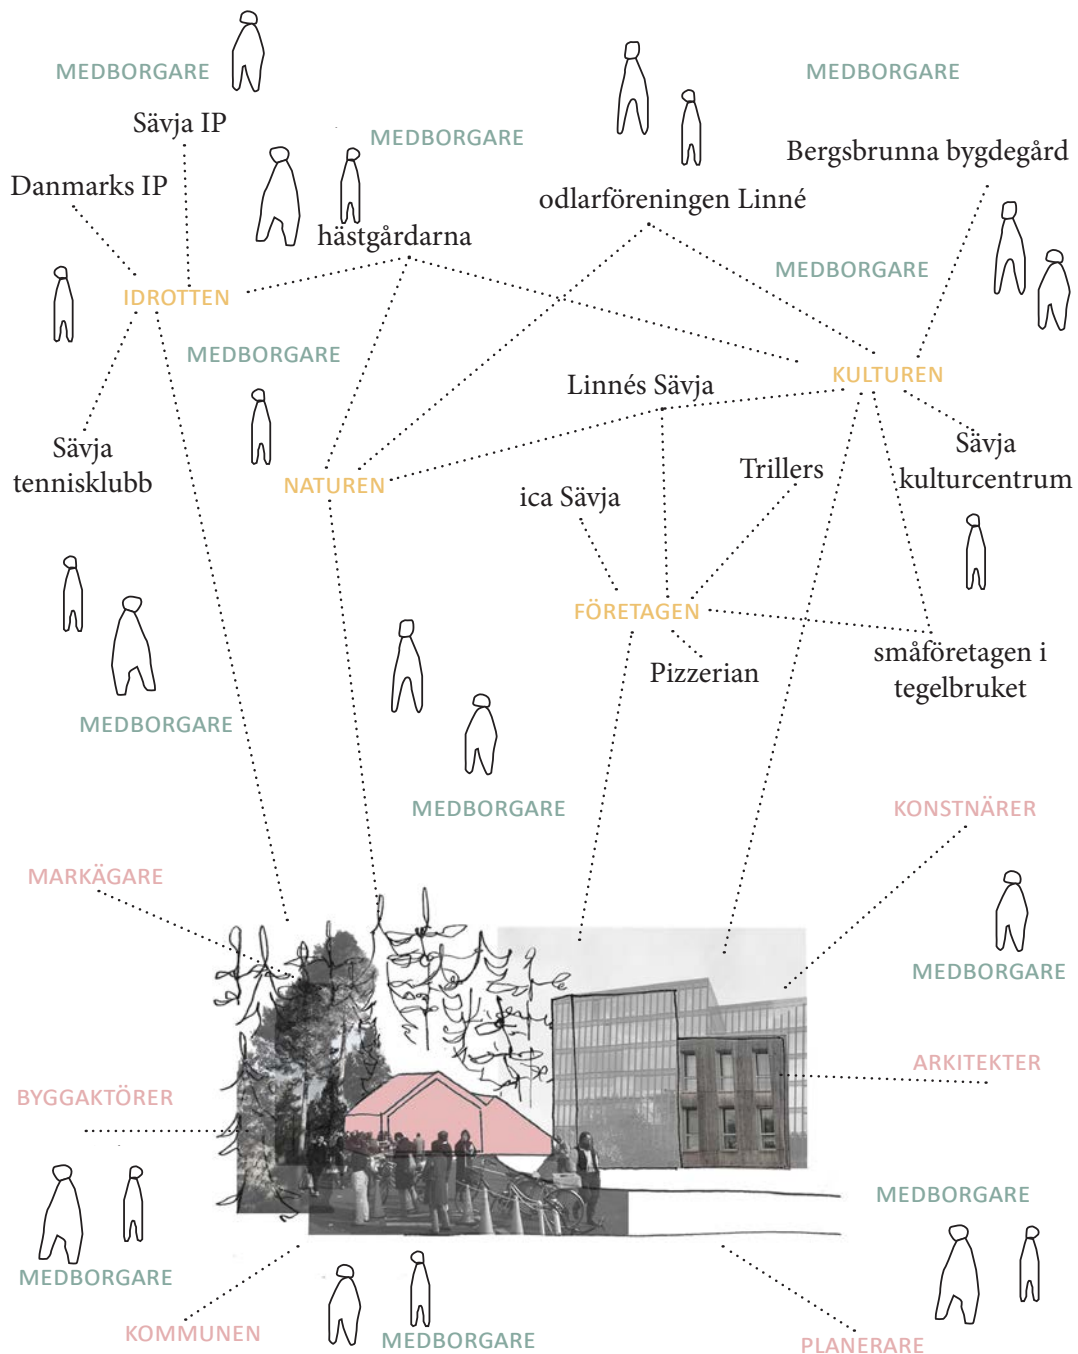 MEDBORGARE
MEDBORGARE
Sävja IP
MEDBORGARE
Bergsbrunna bygdegård
Danmarks IP
odlarföreningen Linné
hästgårdarna
MEDBORGARE
IDROTTEN
MEDBORGARE
KULTUREN
Linnés Sävja
Sävja
tennisklubb
Sävja
kulturcentrum
Trillers
NATUREN
ica Sävja
FÖRETAGEN
småföretagen i
tegelbruket
Pizzerian
MEDBORGARE
MEDBORGARE
KONSTNÄRER
MARKÄGARE
MEDBORGARE
ARKITEKTER
BYGGAKTÖRER
MEDBORGARE
MEDBORGARE
KOMMUNEN
MEDBORGARE
PLANERARE